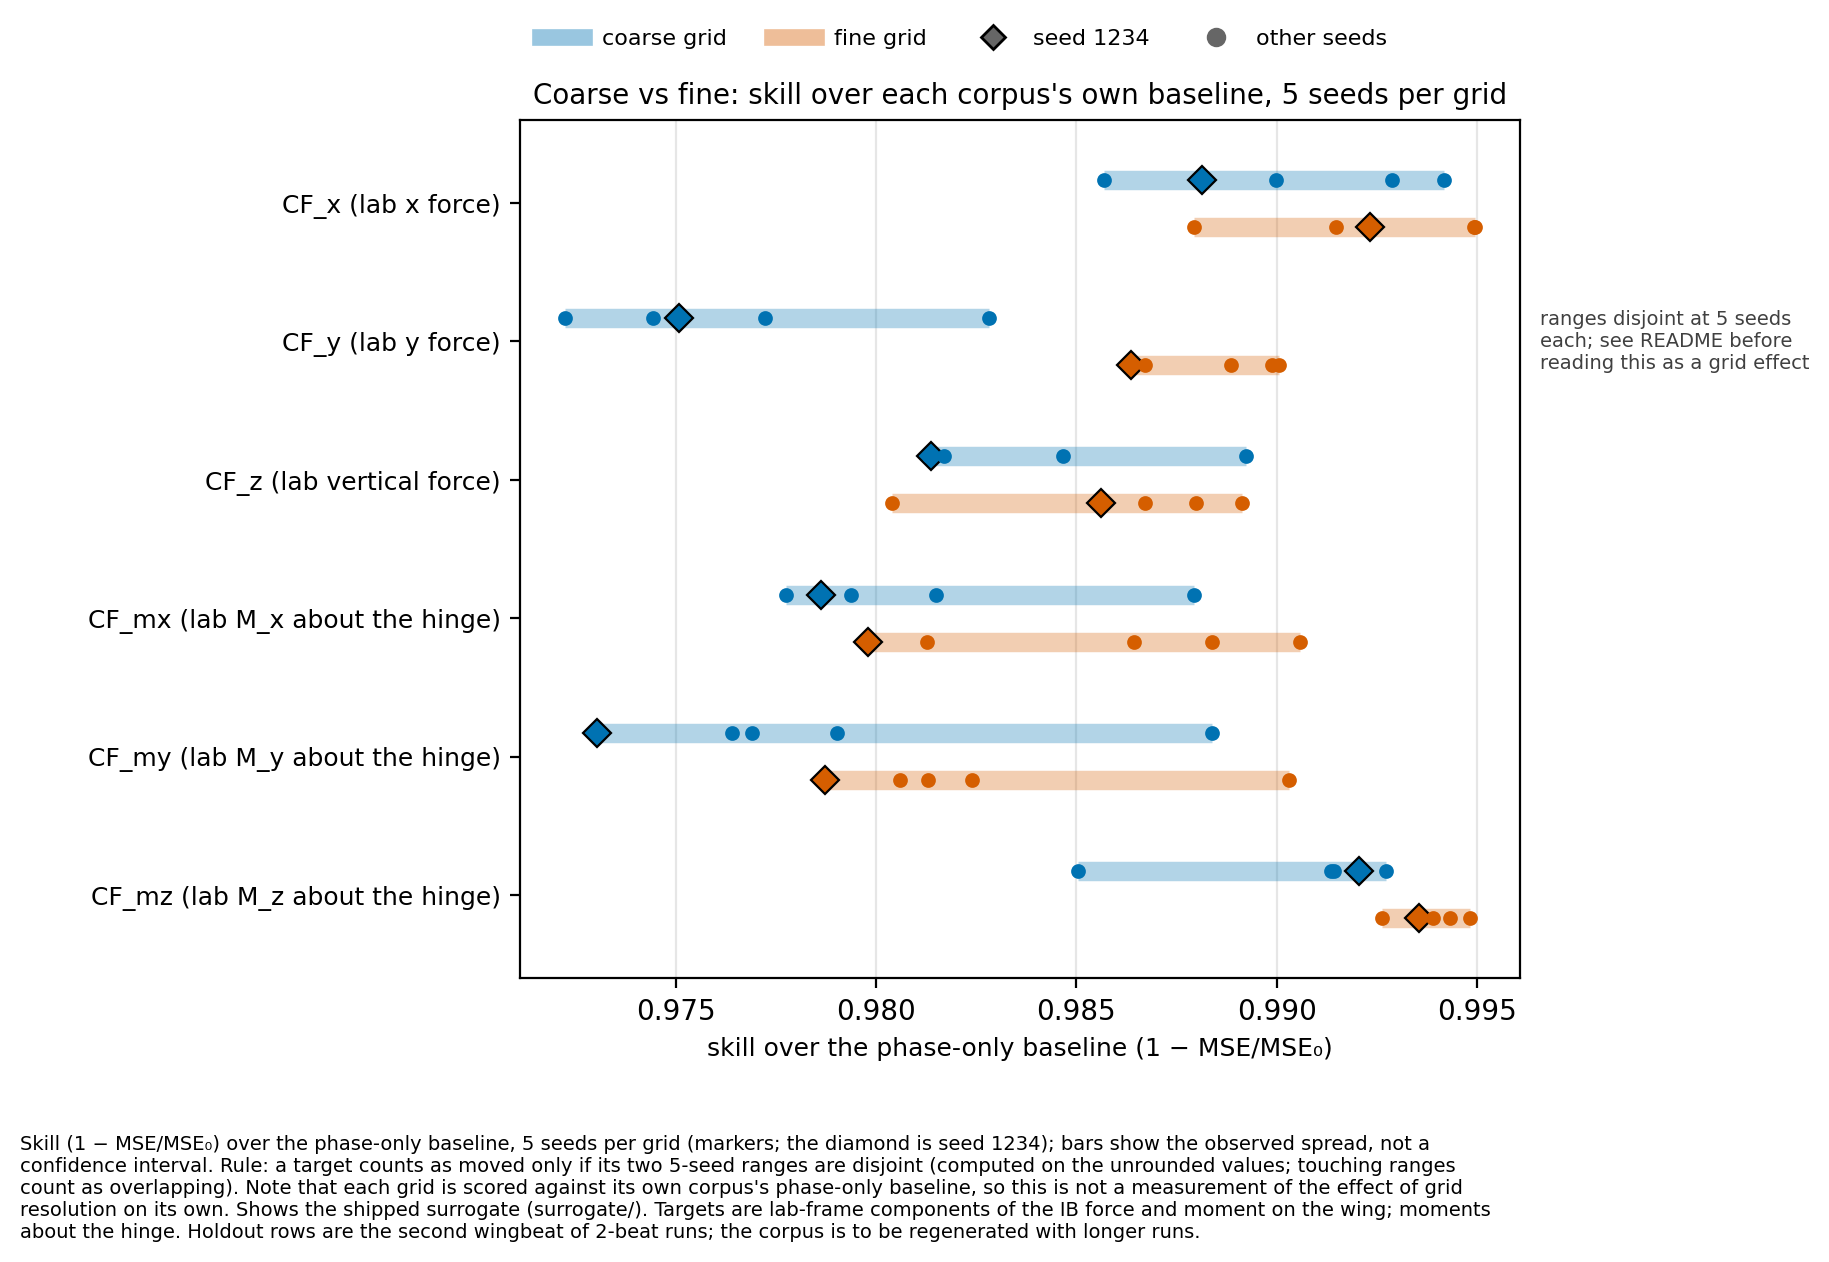 coarse grid
fine grid
seed 1234
other seeds
Coarse vs fine: skill over each corpus's own baseline, 5 seeds per grid
CF_x (lab x force)
CF_y (lab y force)
ranges disjoint at 5 seeds
each; see README before
reading this as a grid effect
CF_z (lab vertical force)
CF_mx (lab M_x about the hinge)
CF_my (lab M_y about the hinge)
CF_mz (lab M_z about the hinge)
0.975
0.980
0.985
0.990
0.995
skill over the phase-only baseline (1 − MSE/MSE₀)
Skill (1 − MSE/MSE₀) over the phase-only baseline, 5 seeds per grid (markers; the diamond is seed 1234); bars show the observed spread, not a
confidence interval. Rule: a target counts as moved only if its two 5-seed ranges are disjoint (computed on the unrounded values; touching ranges
count as overlapping). Note that each grid is scored against its own corpus's phase-only baseline, so this is not a measurement of the effect of grid
resolution on its own. Shows the shipped surrogate (surrogate/). Targets are lab-frame components of the IB force and moment on the wing; moments
about the hinge. Holdout rows are the second wingbeat of 2-beat runs; the corpus is to be regenerated with longer runs.